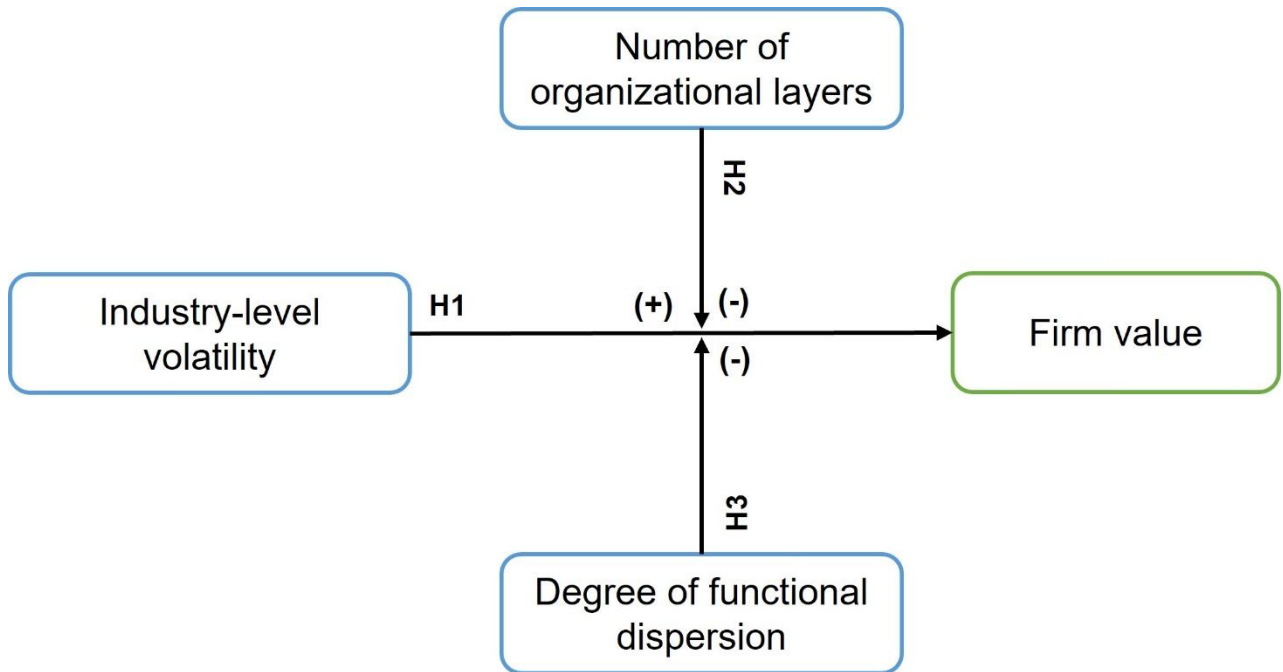 Number of
organizational layers
H2
Industry-level
volatility
H1
(+)
(-)
Firm value
(-)
H3
Degree of functional
dispersion